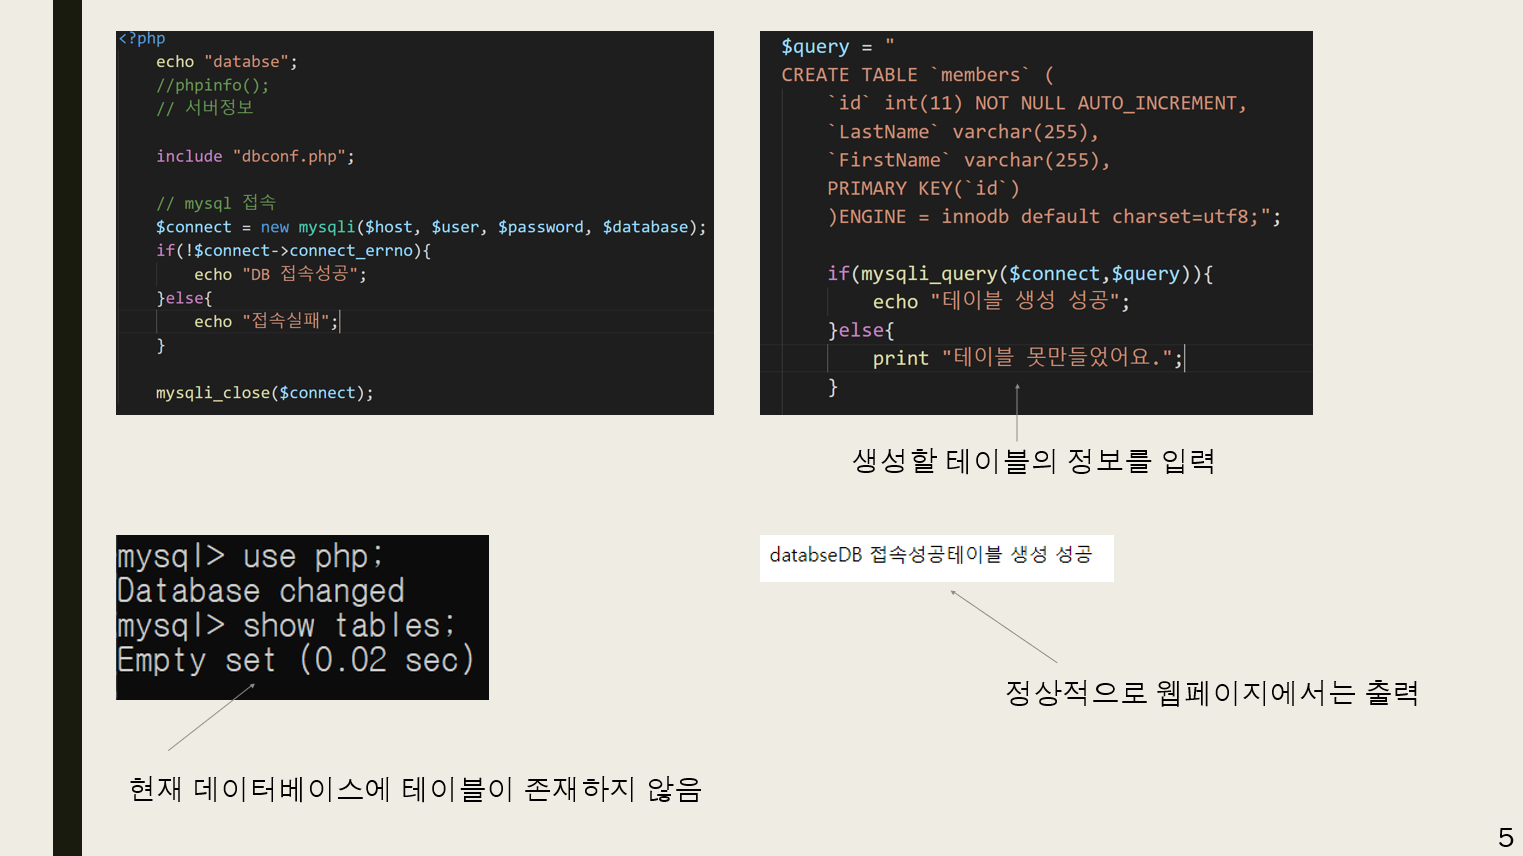 <?php
echo "databse";
//phpinfo();
// 서버정보
include "dbconf.php";
// mysql 접속
$connect = new mysqli($host, $user, $password, $database);
if(!$connect->connect_errno){
echo "DB 접속성공";
}else{
echo "접속실패";
}
mysqli_close($connect);
$query = "
CREATE TABLE `members` (
`id` int(11) NOT NULL AUTO_INCREMENT,
`LastName` varchar(255),
`FirstName` varchar(255),
PRIMARY KEY(`id`)
)ENGINE = innodb default charset=utf8;";
if(mysqli_query($connect,$query)){
echo "테이블 생성 성공";
}else{
print "테이블 못만들었어요.";
}
생성할 테이블의 정보를 입력
mysql> use php;
Database changed
mysql> show tables;
Empty set (0.02 sec)
현재 데이터베이스에 테이블이 존재하지 않음
databseDB 접속성공테이블 생성 성공
정상적으로 웹페이지에서는 출력
5